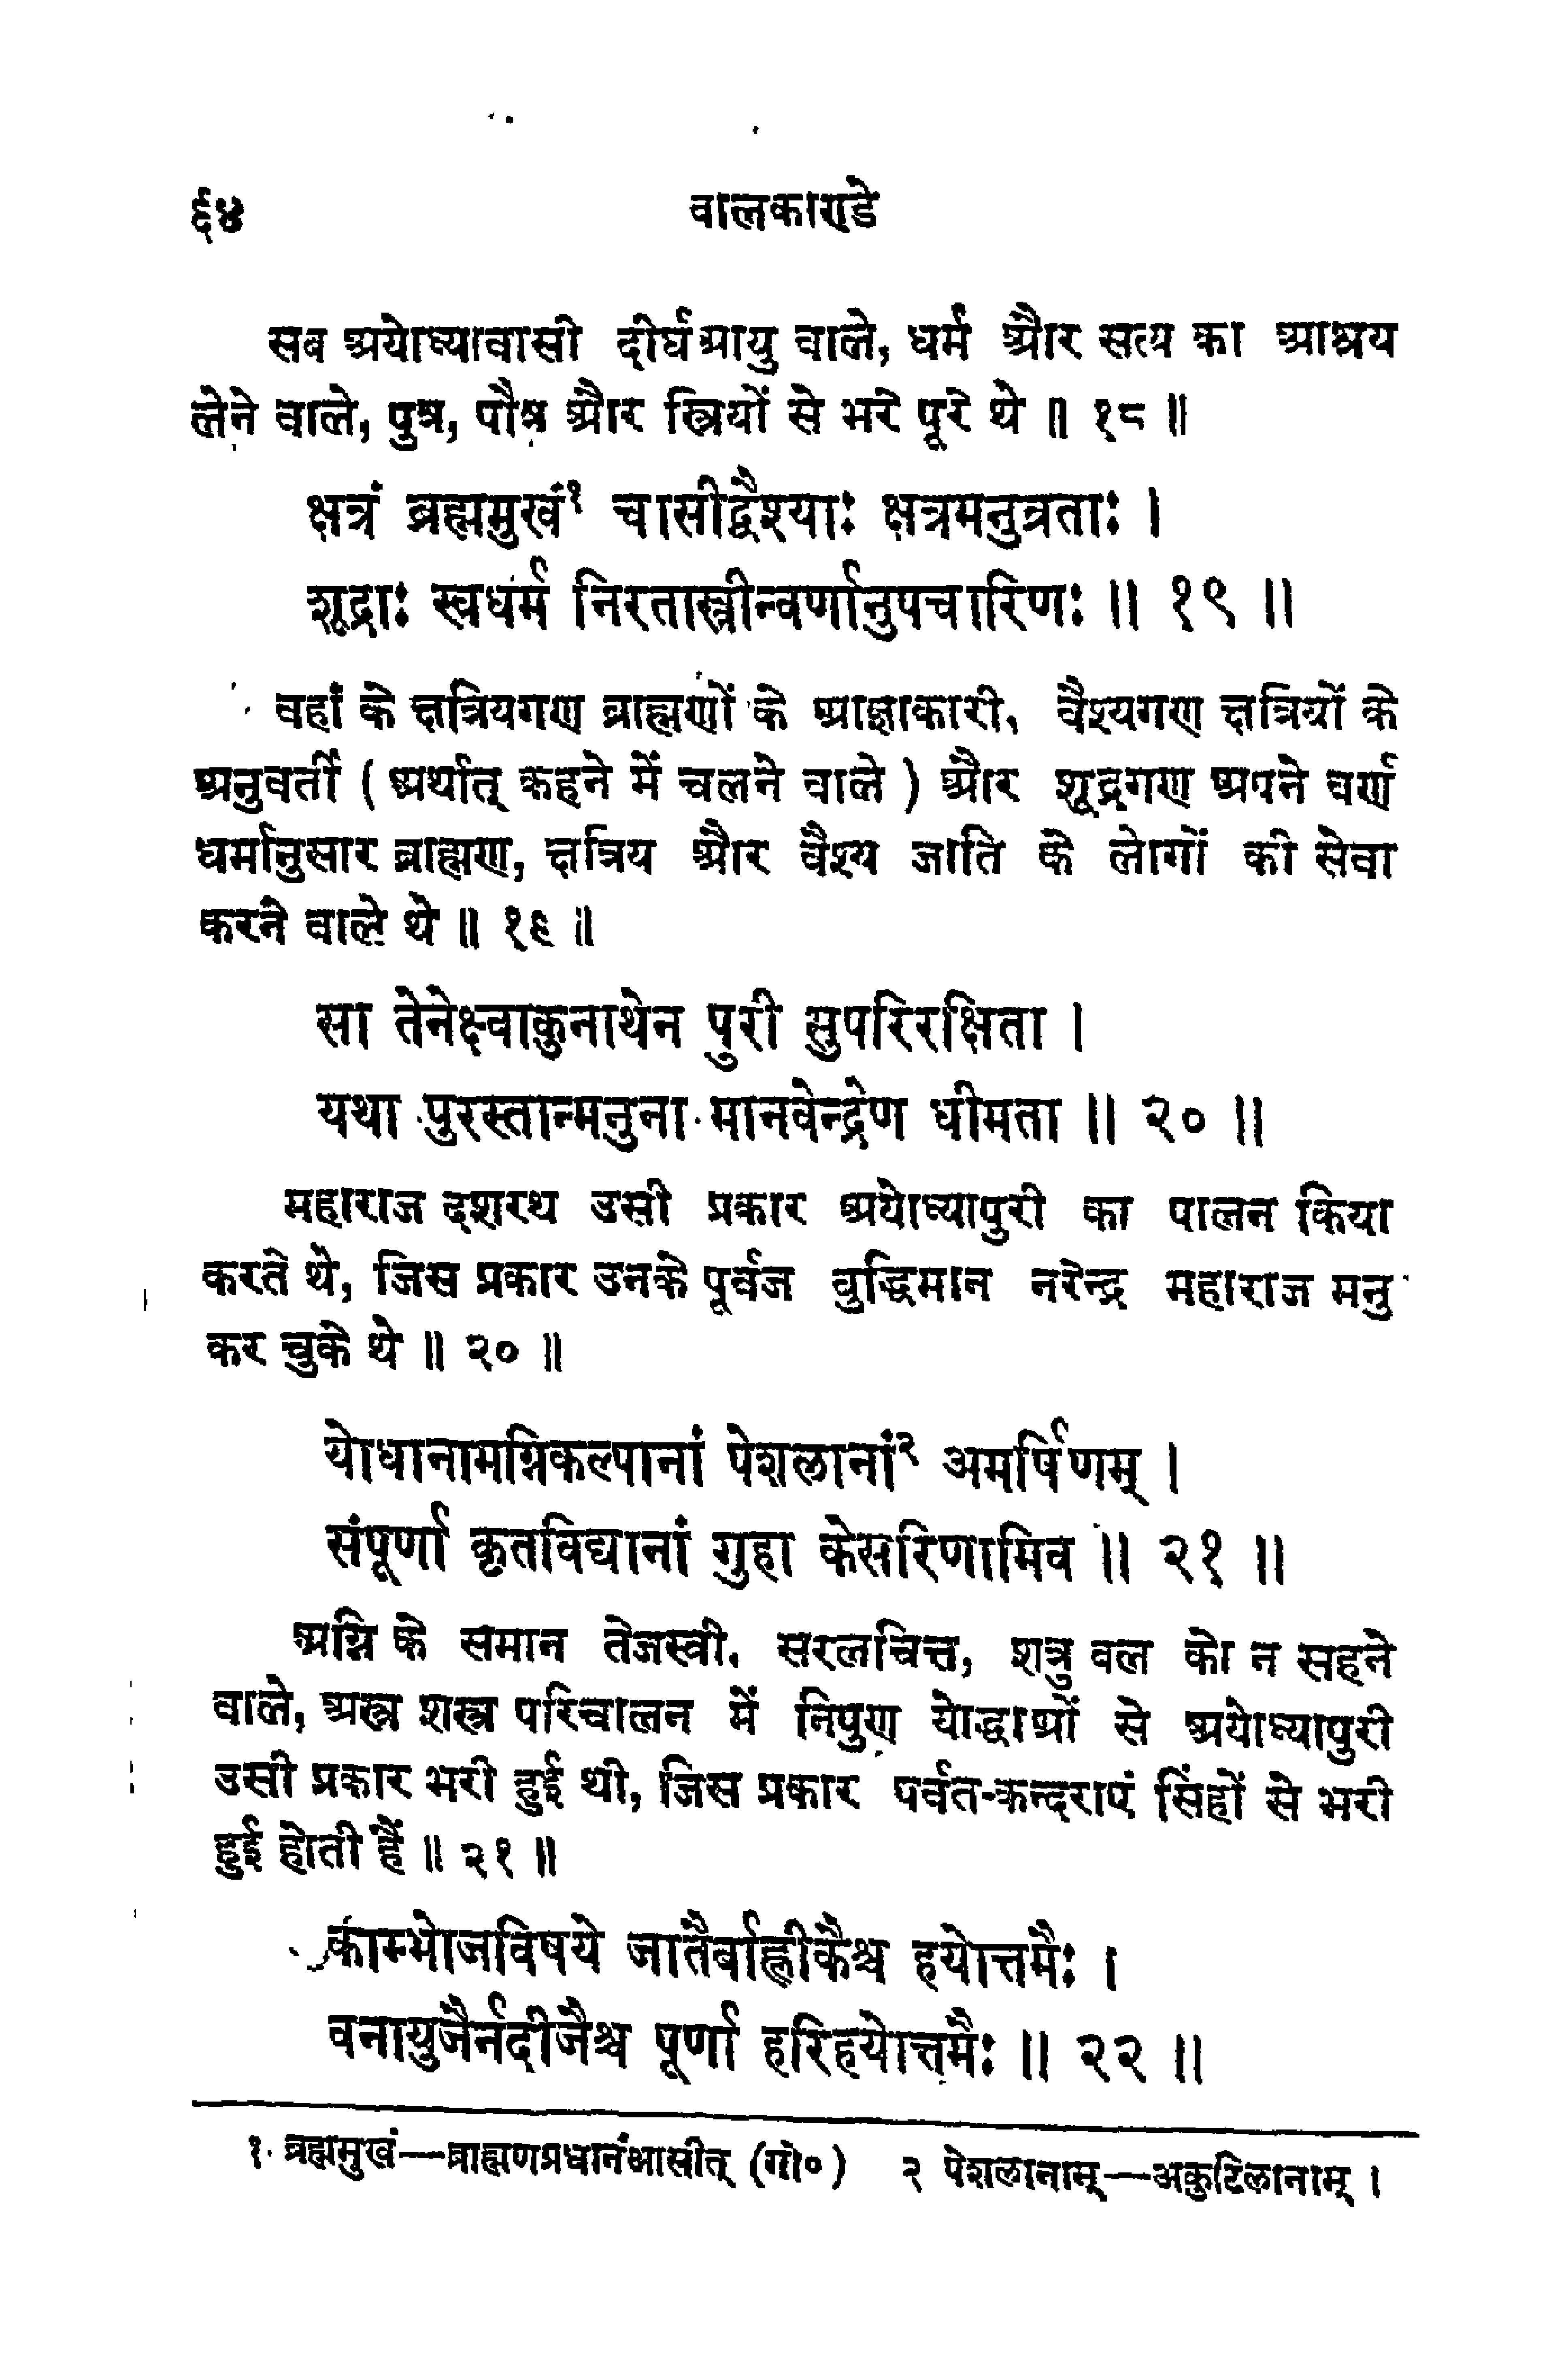 ६४ वालकाण्डे
सब अयोध्यावासी दीर्घआयु वाले, धर्म और सत्य का आश्रय
लेने वाले, पुत्र, पौत्र और स्त्रियों से भरे पूरे थे ॥ १८ ॥
क्षत्रं ब्रह्ममुखं१ चासीद्वैश्याः क्षत्रमनुव्रताः ।
शूद्राः स्वधर्म निरतास्त्रीन्वर्णानुपचारिणः ॥ १९ ॥
वहां के क्षत्रियगण ब्राह्मणों के आज्ञाकारी, वैश्यगण क्षत्रियों के
अनुवर्ती ( अर्थात् कहने में चलने वाले ) और शूद्रगण अपने वर्ण
धर्मानुसार ब्राह्मण, क्षत्रिय और वैश्य जाति के लोगों की सेवा
करने वाले थे ॥ १९ ॥
सा तेनेक्ष्वाकुनाथेन पुरी सुपरिरक्षिता ।
यथा पुरस्तान्मनुना मानवेन्द्रेण धीमता ॥ २० ॥
महाराज दशरथ उसी प्रकार अयोध्यापुरी का पालन किया
करते थे, जिस प्रकार उनके पूर्वज वुद्धिमान नरेन्द्र महाराज मनु
कर चुके थे ॥ २० ॥
योधानामग्निकल्पानां पेशलानां२ अमर्षिणम् ।
संपूर्णा कृतविद्यानां गुहा केसरिणामिव ॥ २१ ॥
अग्नि के समान तेजस्वी, सरलचित्त, शत्रु वल को न सहने
वाले, अस्त्र शस्त्र परिचालन में निपुण योद्धाओं से अयोध्यापुरी
उसी प्रकार भरी हुई थी, जिस प्रकार पर्वत-कन्दराएं सिंहों से भरी
हुई होती हैं ॥ २१ ॥
काम्भोजविषये जातैर्बाह्लीकैश्च हयोत्तमैः ।
वनायुजैर्नदीजैश्च पूर्णा हरिहयोत्तमैः ॥ २२ ॥
१. ब्रह्ममुखं—ब्राह्मणप्रधानंआसीत् (गो०) २ पेशलानाम्—अकुटिलानाम् ।